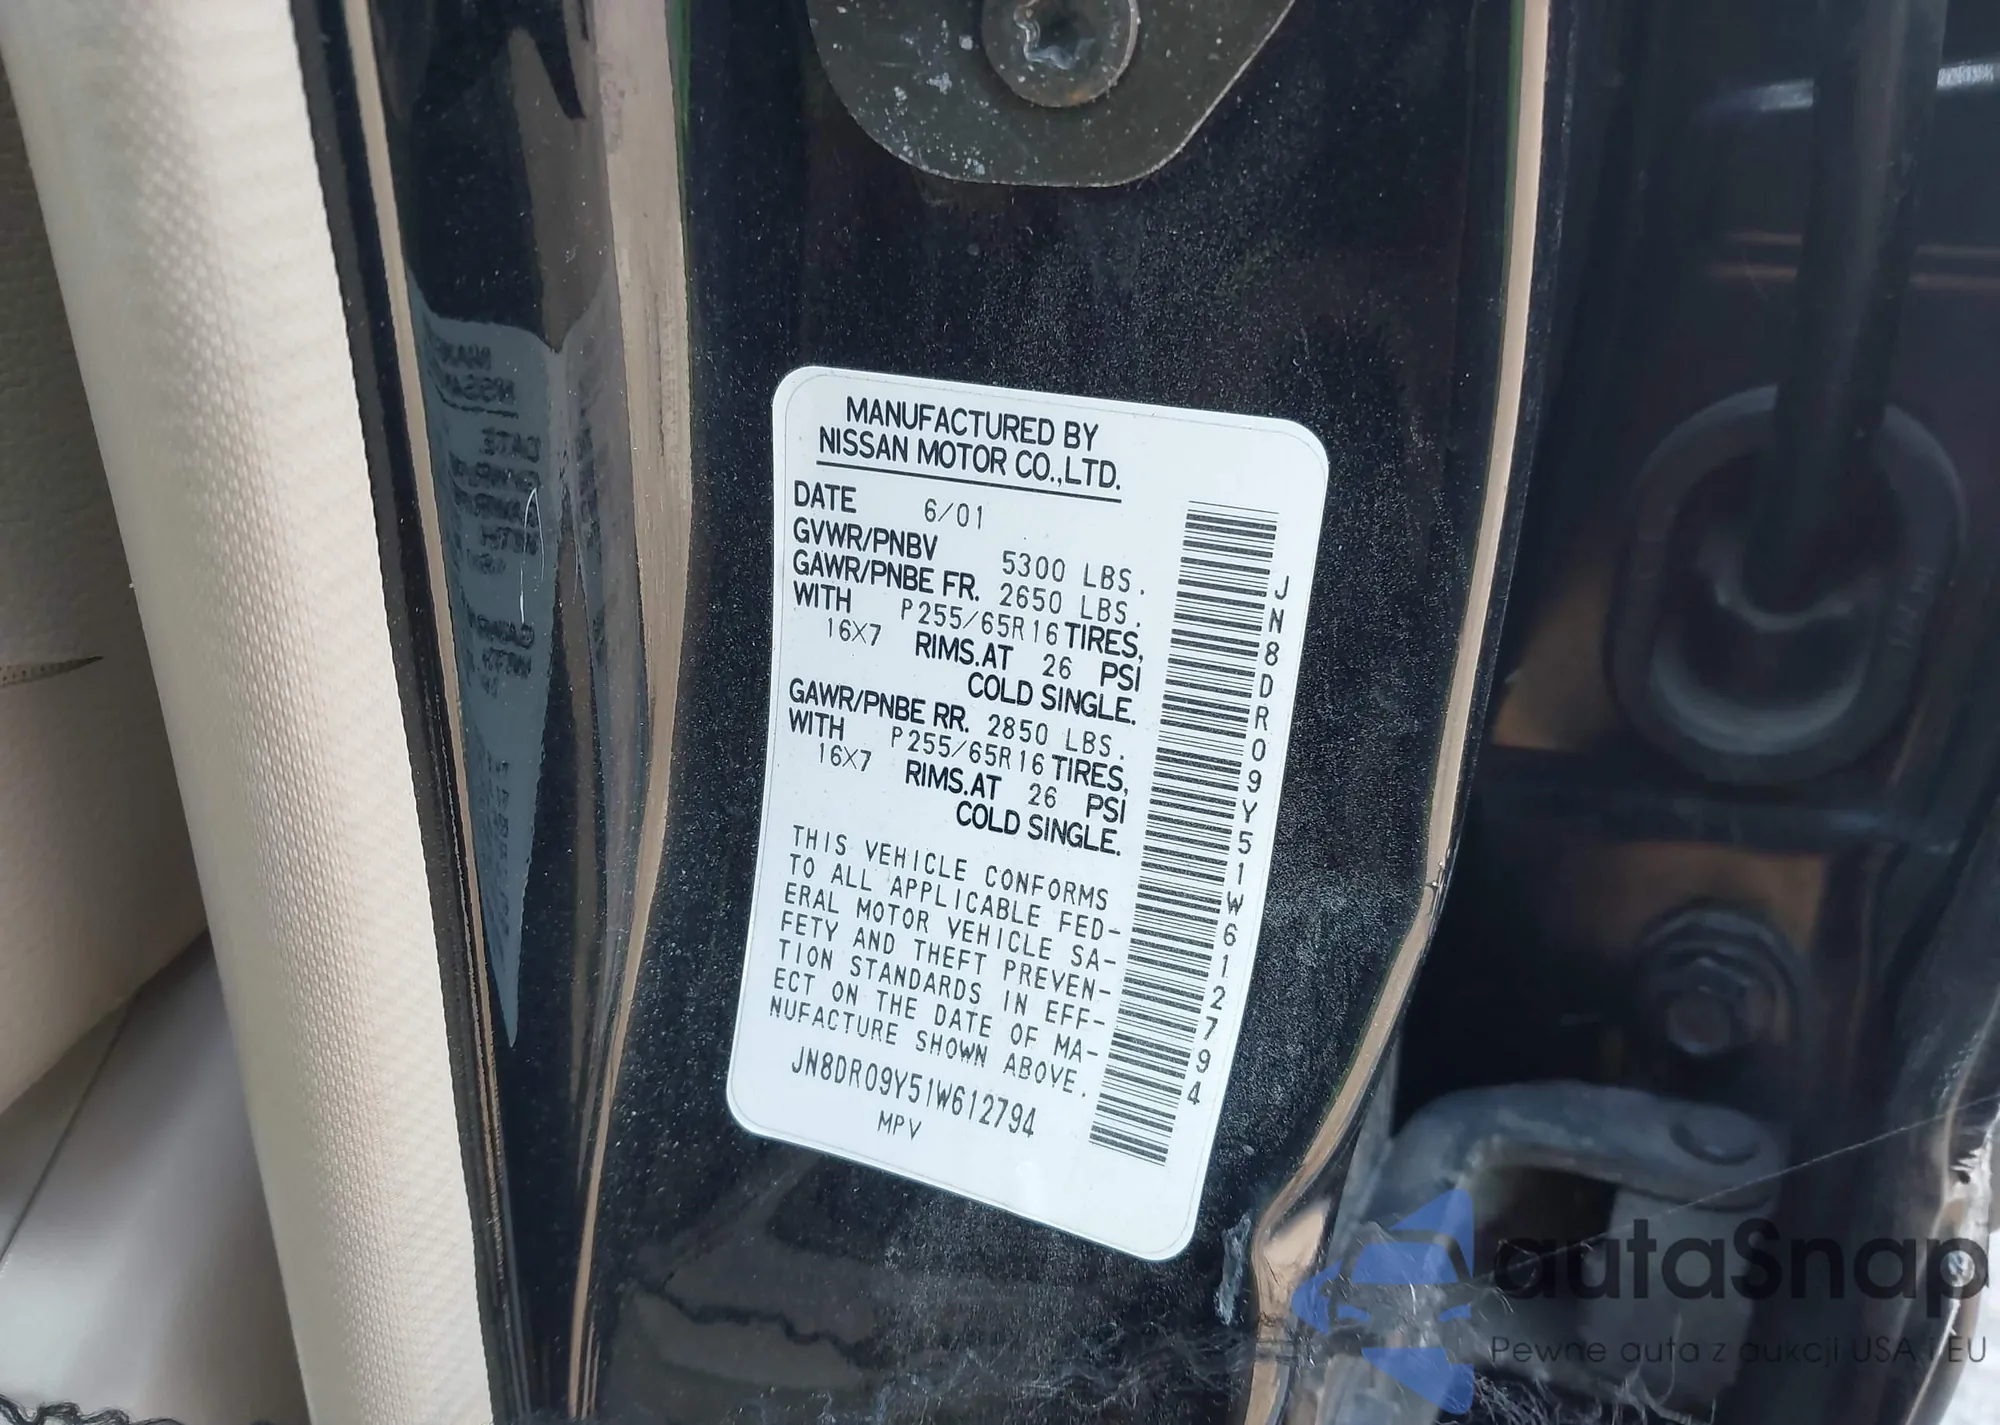 MANUFACTURED BY
NISSAN MOTOR CO.,LTD.
DATE 6/01
GVWR/PNBV 5300 LBS.
GAWR/PNBE FR. 2650 LBS.
WITH P255/65R16 TIRES,
16X7 RIMS.AT 26 PSI
COLD SINGLE.
GAWR/PNBE RR. 2850 LBS.
WITH P255/65R16 TIRES,
16X7 RIMS.AT 26 PSI
COLD SINGLE.
THIS VEHICLE CONFORMS
TO ALL APPLICABLE FED-
ERAL MOTOR VEHICLE SA-
FETY AND THEFT PREVEN-
TION STANDARDS IN EFF-
ECT ON THE DATE OF MA-
NUFACTURE SHOWN ABOVE.
JN8DR09Y51W612794
MPV
JN8DR09Y51W612794
autaSnap
Pewne auta z aukcji USA i EU